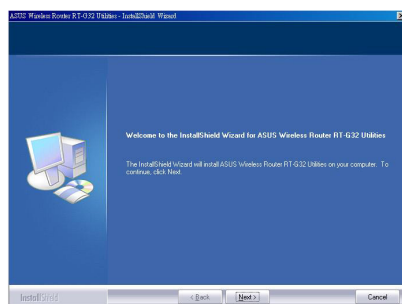 ASUS Wireless Router RT-G32 Utilities - InstallShield Wizard
Welcome to the InstallShield Wizard for ASUS Wireless Router RT-G32 Utilities
The InstallShield Wizard will install ASUS Wireless Router RT-G32 Utilities on your computer. To
continue, click Next.
InstallShield
< Back
Next >
Cancel